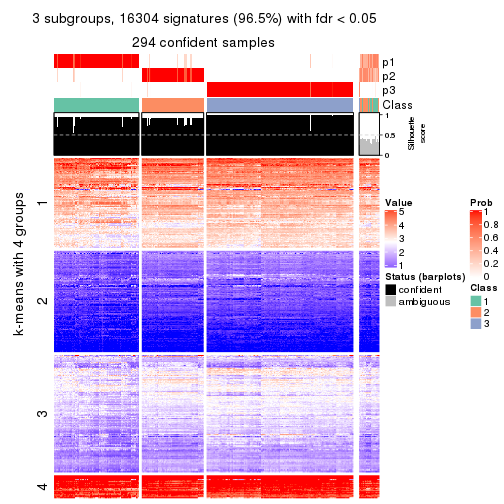 3 subgroups, 16304 signatures (96.5%) with fdr < 0.05
294 confident samples
p1
p2
p3
Class
1
0.5
0
Silhouette
score
k-means with 4 groups
1
2
3
4
Value
5
4
3
2
1
Status (barplots)
confident
ambiguous
Prob
1
0.8
0.6
0.4
0.2
0
Class
1
2
3